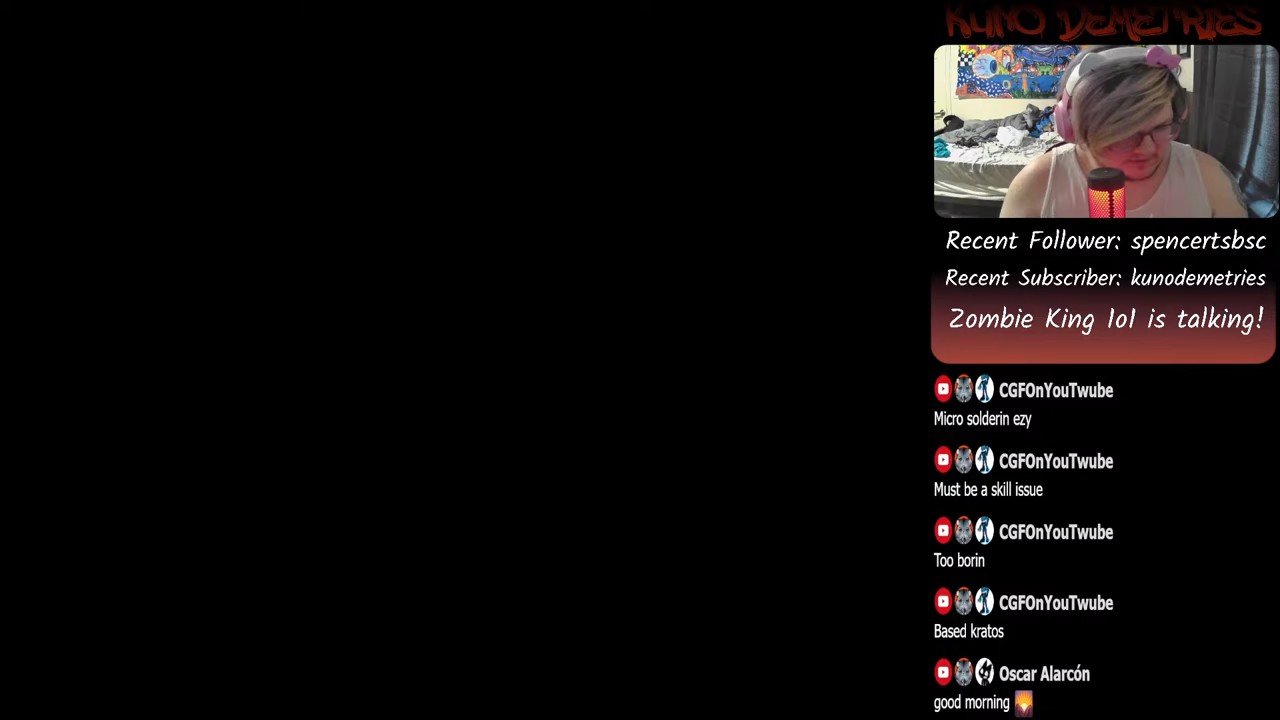 KUNO DEMETRIES
Recent Follower: spencertsbsc
Recent Subscriber: kunodemetries
Zombie King lol is talking!
CGFOnYouTwube
Micro solderin ezy
CGFOnYouTwube
Must be a skill issue
CGFOnYouTwube
Too borin
CGFOnYouTwube
Based kratos
Oscar Alarcón
good morning 🌅